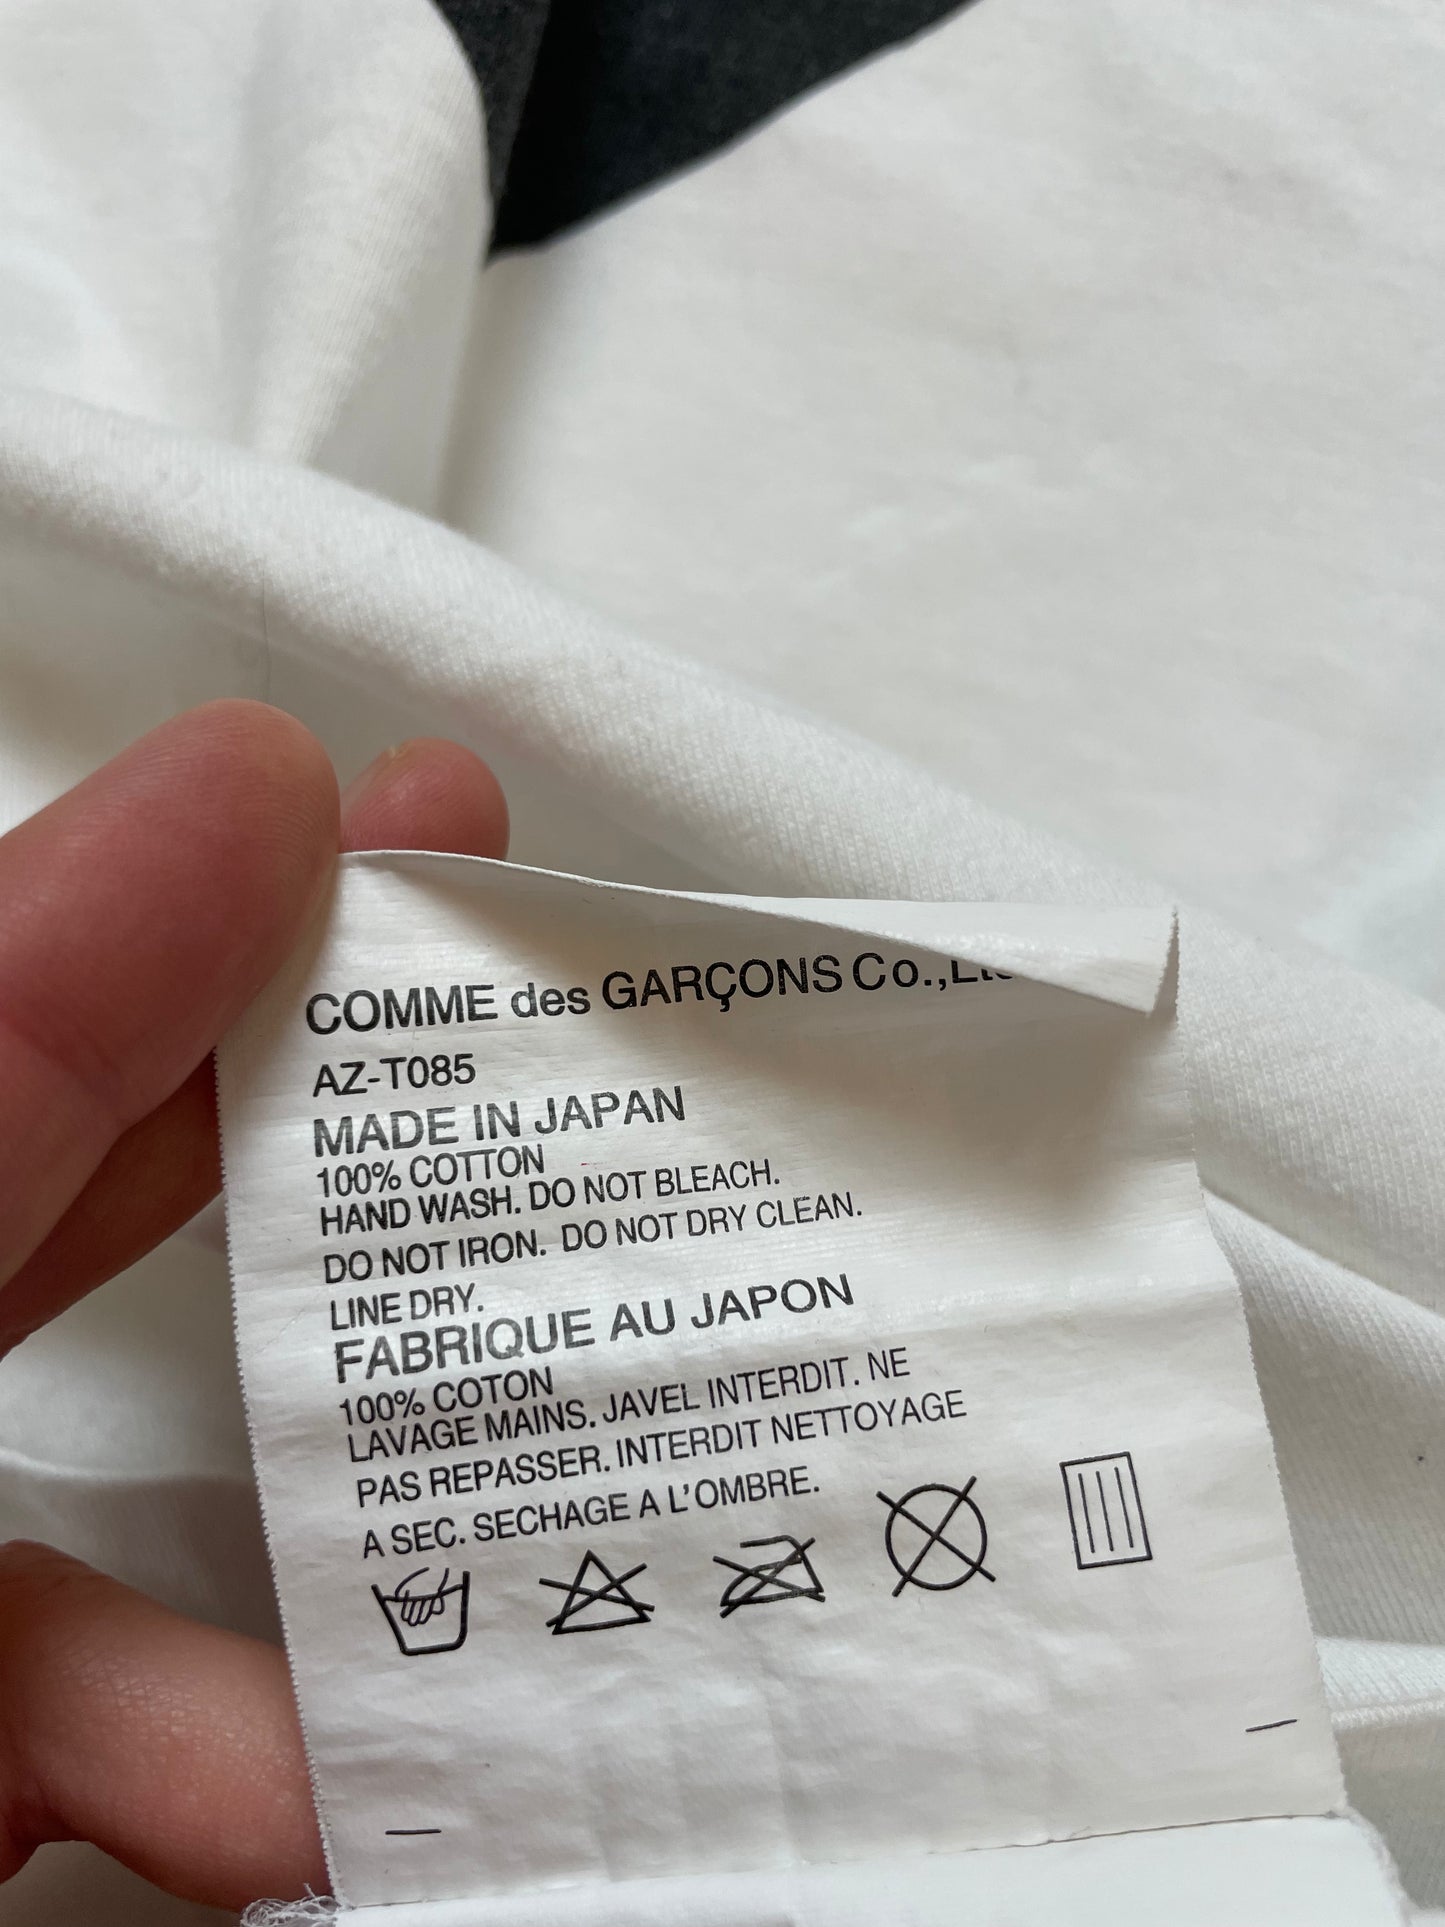 COMME des GARÇONS Co.,
AZ-T085
MADE IN JAPAN
100% COTTON
HAND WASH. DO NOT BLEACH.
DO NOT IRON. DO NOT DRY CLEAN.
LINE DRY.
FABRIQUE AU JAPON
100% COTON
LAVAGE MAINS. JAVEL INTERDIT. NE
PAS REPASSER. INTERDIT NETTOYAGE
A SEC. SECHAGE A L'OMBRE.